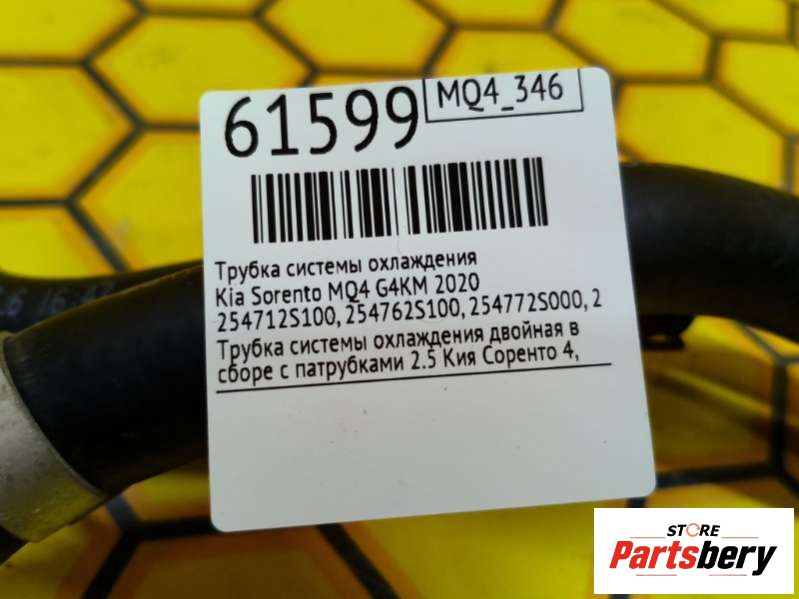 61599
MQ4_346
Трубка системы охлаждения
Kia Sorento MQ4 G4KM 2020
254712S100, 254762S100, 254772S000, 2
Трубка системы охлаждения двойная в
сборе с патрубками 2.5 Кия Соренто 4,
STORE
Partsbery